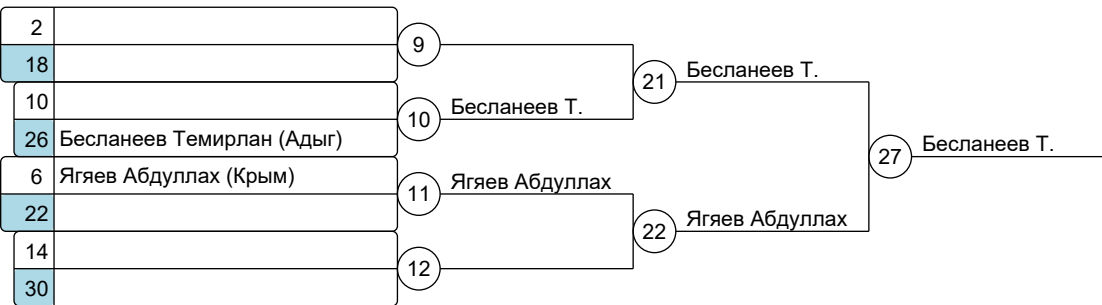 2
9
18
21 Бесланеев Т.
10
10 Бесланеев Т.
26 Бесланеев Темирлан (Адыг)
27 Бесланеев Т.
6 Ягяев Абдуллах (Крым)
11 Ягяев Абдуллах
22
22 Ягяев Абдуллах
14
12
30